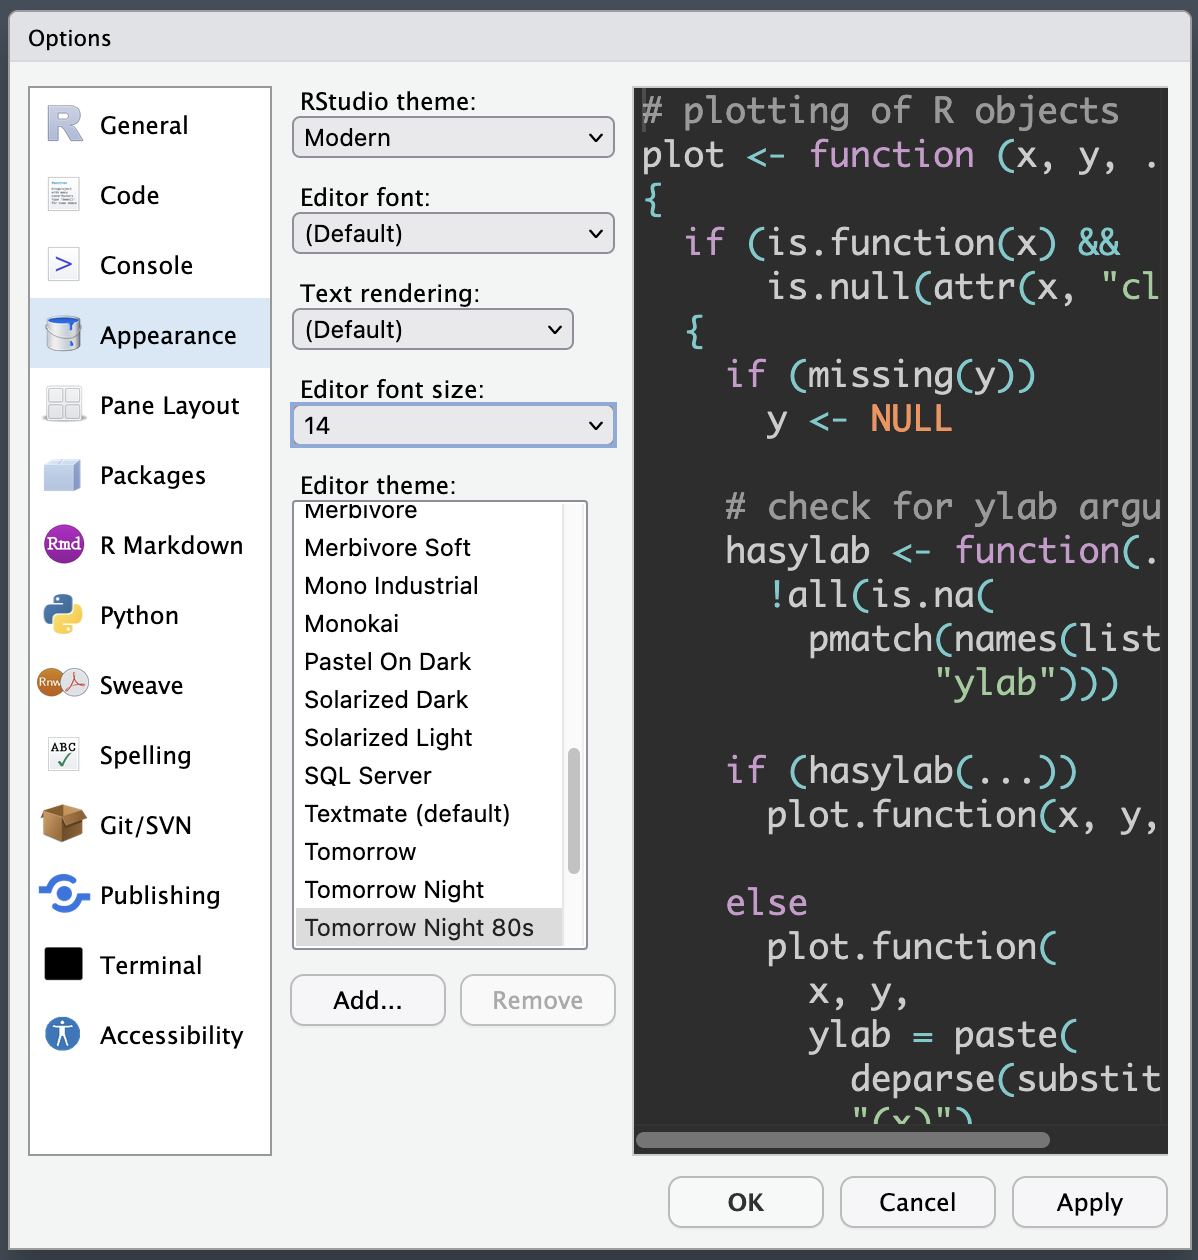 Options
General
Code
Console
Appearance
Pane Layout
Packages
Rmd R Markdown
Python
Rnw Sweave
ABC Spelling
Git/SVN
Publishing
Terminal
Accessibility
RStudio theme:
Modern
Editor font:
(Default)
Text rendering:
(Default)
Editor font size:
14
Editor theme:
Merbivore
Merbivore Soft
Mono Industrial
Monokai
Pastel On Dark
Solarized Dark
Solarized Light
SQL Server
Textmate (default)
Tomorrow
Tomorrow Night
Tomorrow Night 80s
Add...
Remove
# plotting of R objects
plot <- function (x, y, .
{
  if (is.function(x) &&
      is.null(attr(x, "cl
  {
    if (missing(y))
      y <- NULL
    # check for ylab argu
    hasylab <- function(.
      !all(is.na(
        pmatch(names(list
              "ylab")))
    if (hasylab(...))
      plot.function(x, y,
    else
      plot.function(
        x, y,
        ylab = paste(
          deparse(substit
          "(x)")
OK
Cancel
Apply